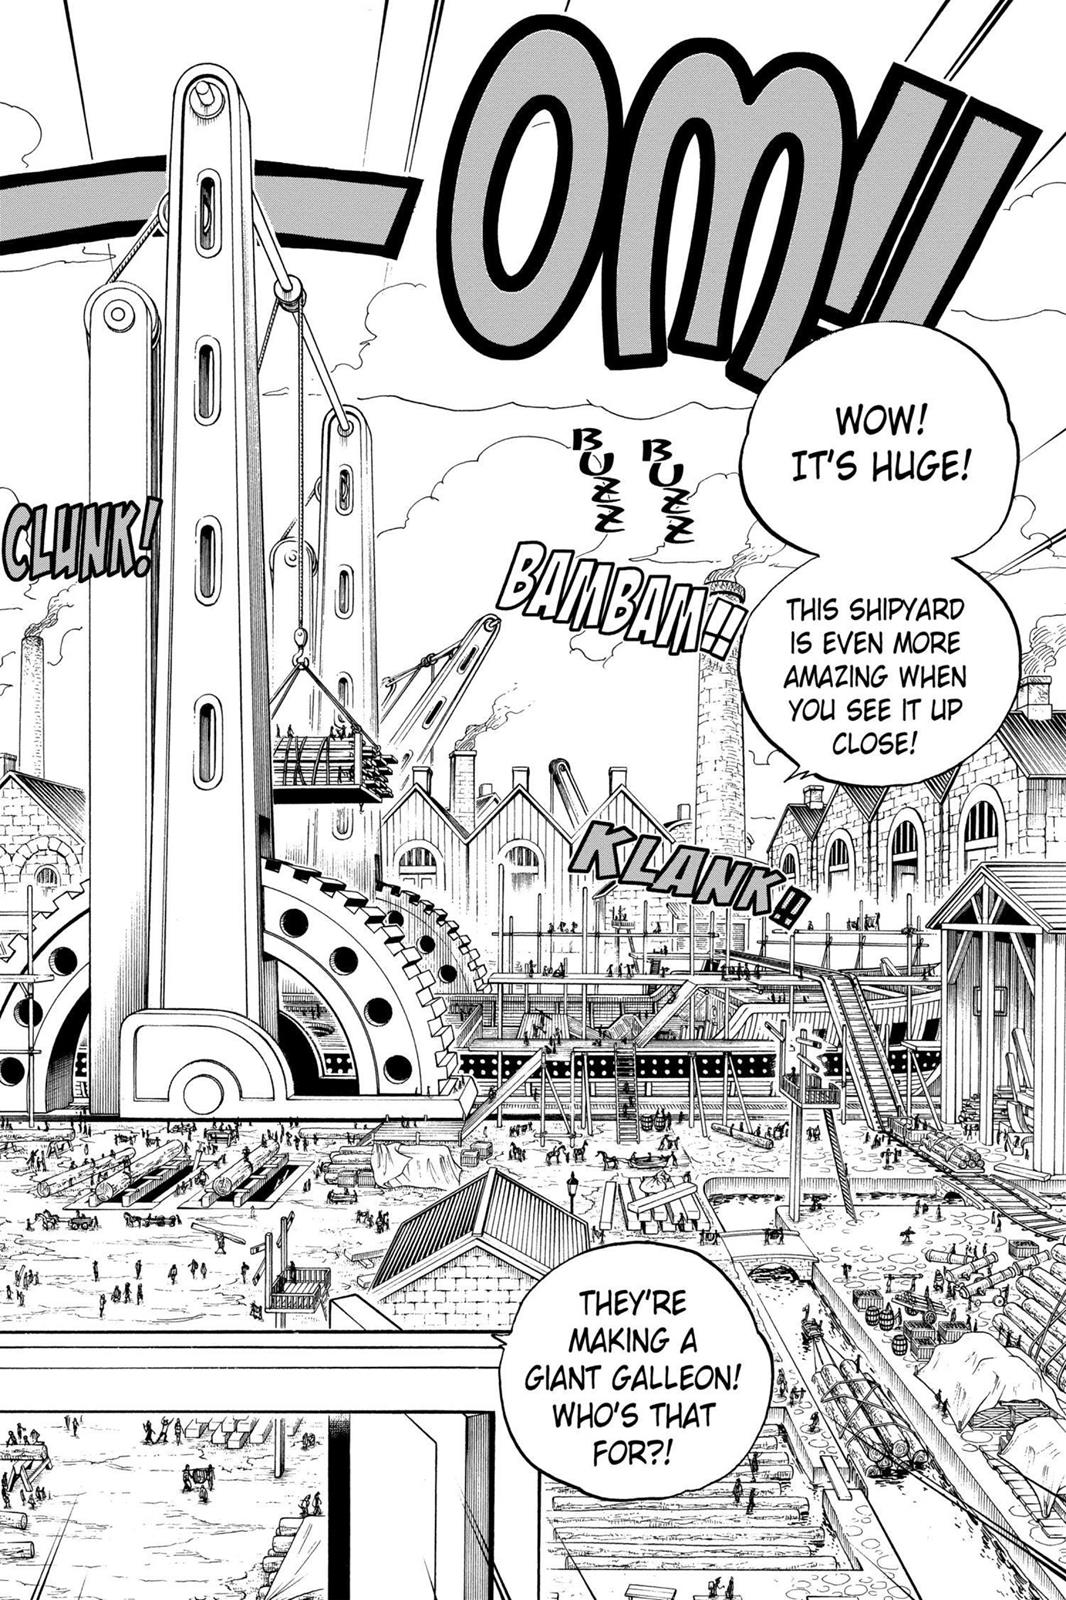 OM!!
WOW!
IT'S HUGE!
BUZZ
BUZZ
CLUNK!
BAMBAM!!
THIS SHIPYARD
IS EVEN MORE
AMAZING WHEN
YOU SEE IT UP
CLOSE!
KLANK!!
THEY'RE
MAKING A
GIANT GALLEON!
WHO'S THAT
FOR?!